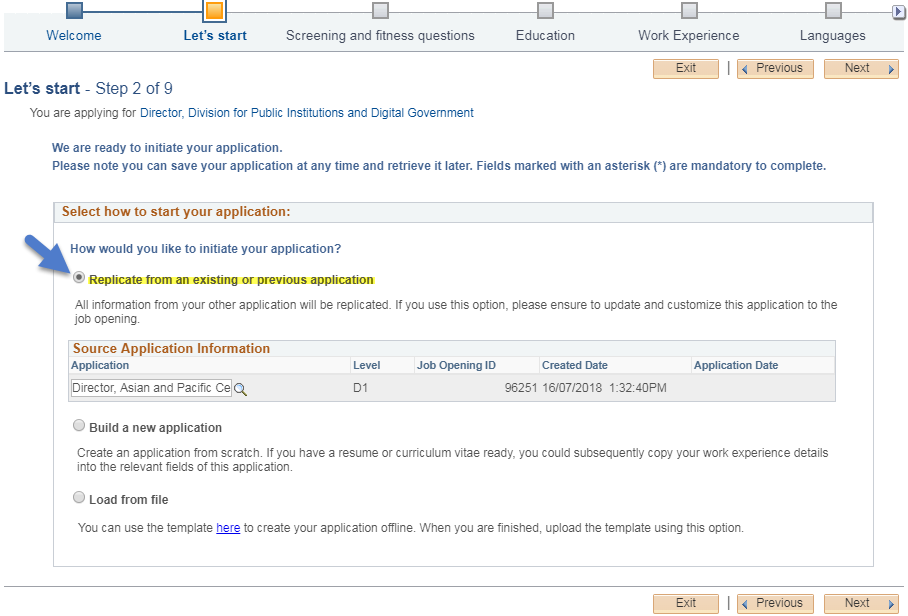 Welcome Let's start Screening and fitness questions Education Work Experience Languages
Exit | Previous Next
Let's start - Step 2 of 9
You are applying for Director, Division for Public Institutions and Digital Government
We are ready to initiate your application.
Please note you can save your application at any time and retrieve it later. Fields marked with an asterisk (*) are mandatory to complete.
Select how to start your application:
How would you like to initiate your application?
Replicate from an existing or previous application
All information from your other application will be replicated. If you use this option, please ensure to update and customize this application to the
job opening.
Source Application Information
Application Level Job Opening ID Created Date Application Date
Director, Asian and Pacific Ce D1 96251 16/07/2018 1:32:40PM
Build a new application
Create an application from scratch. If you have a resume or curriculum vitae ready, you could subsequently copy your work experience details
into the relevant fields of this application.
Load from file
You can use the template here to create your application offline. When you are finished, upload the template using this option.
Exit | Previous Next